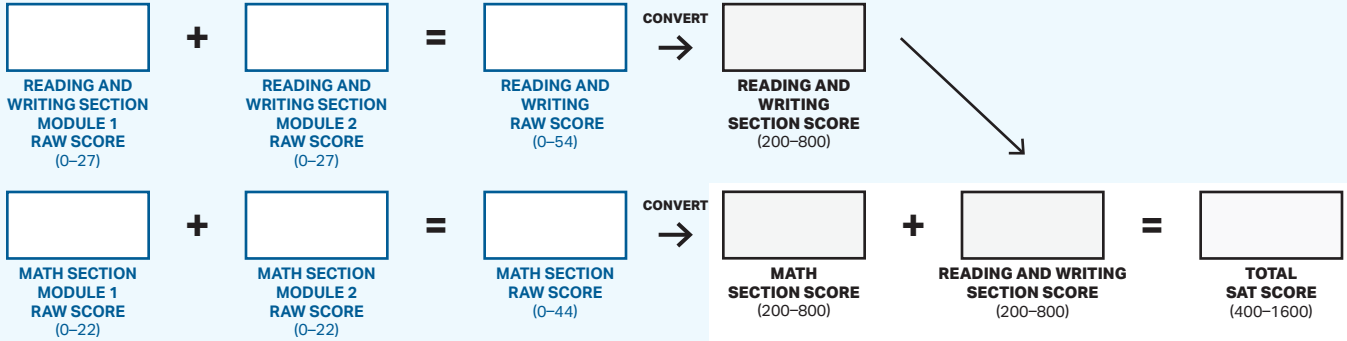 +
=
CONVERT
→
READING AND
WRITING SECTION
MODULE 1
RAW SCORE
(0–27)
READING AND
WRITING SECTION
MODULE 2
RAW SCORE
(0–27)
READING AND
WRITING
RAW SCORE
(0–54)
READING AND
WRITING
SECTION SCORE
(200–800)
+
=
CONVERT
→
+
=
MATH SECTION
MODULE 1
RAW SCORE
(0–22)
MATH SECTION
MODULE 2
RAW SCORE
(0–22)
MATH SECTION
RAW SCORE
(0–44)
MATH
SECTION SCORE
(200–800)
READING AND WRITING
SECTION SCORE
(200–800)
TOTAL
SAT SCORE
(400–1600)